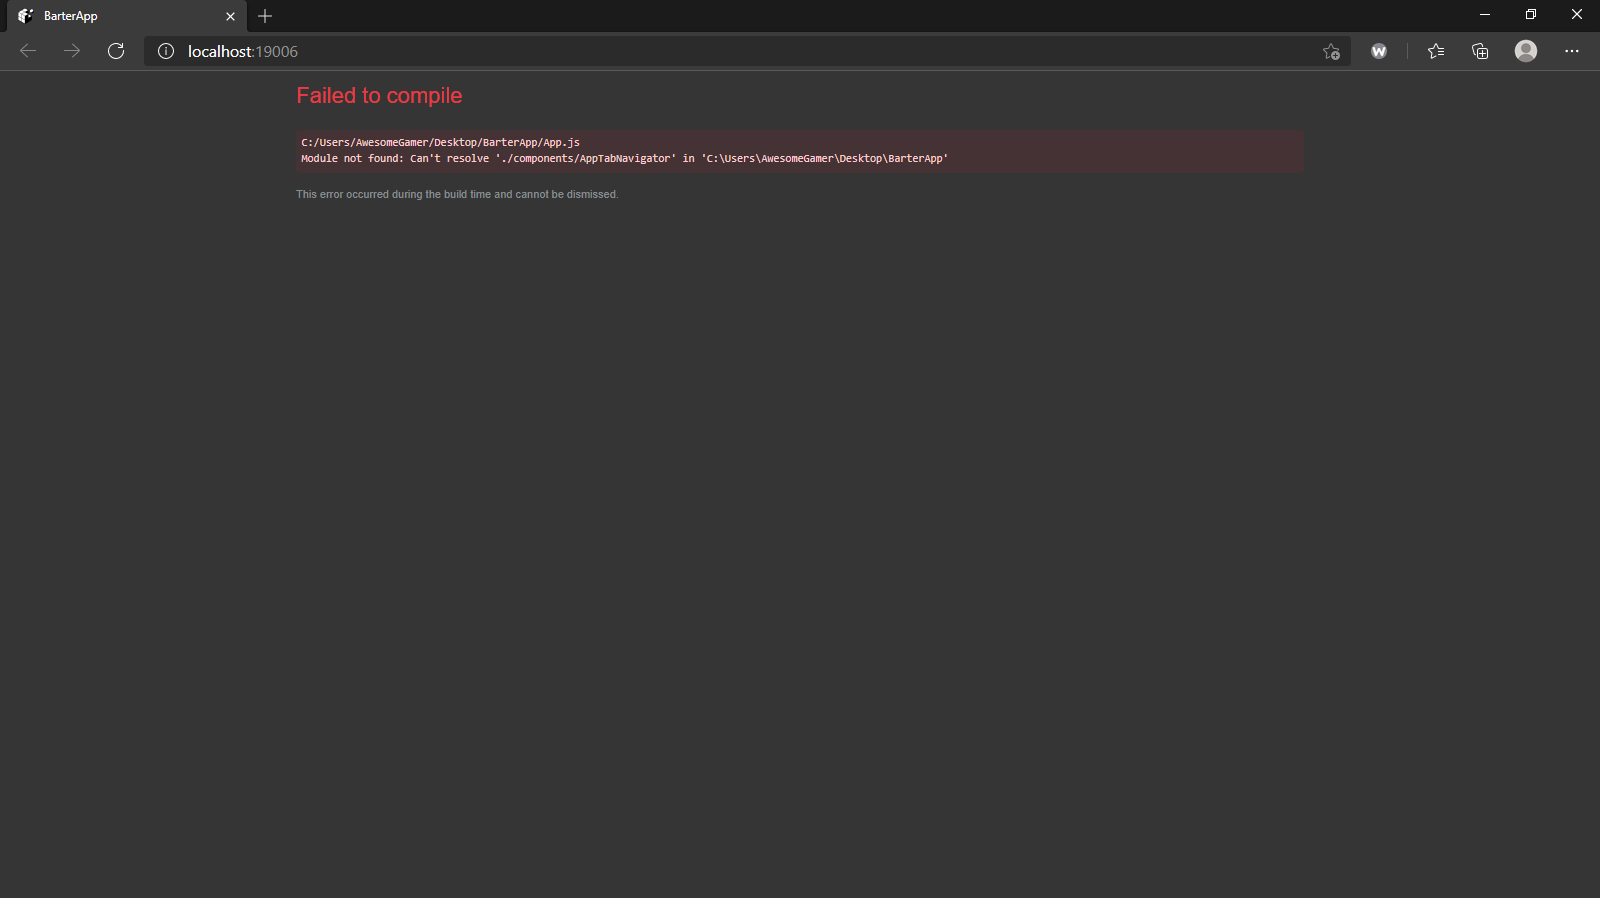 BarterApp
localhost:19006
W
Failed to compile
C:/Users/AwesomeGamer/Desktop/BarterApp/App.js
Module not found: Can't resolve './components/AppTabNavigator' in 'C:\Users\AwesomeGamer\Desktop\BarterApp'
This error occurred during the build time and cannot be dismissed.